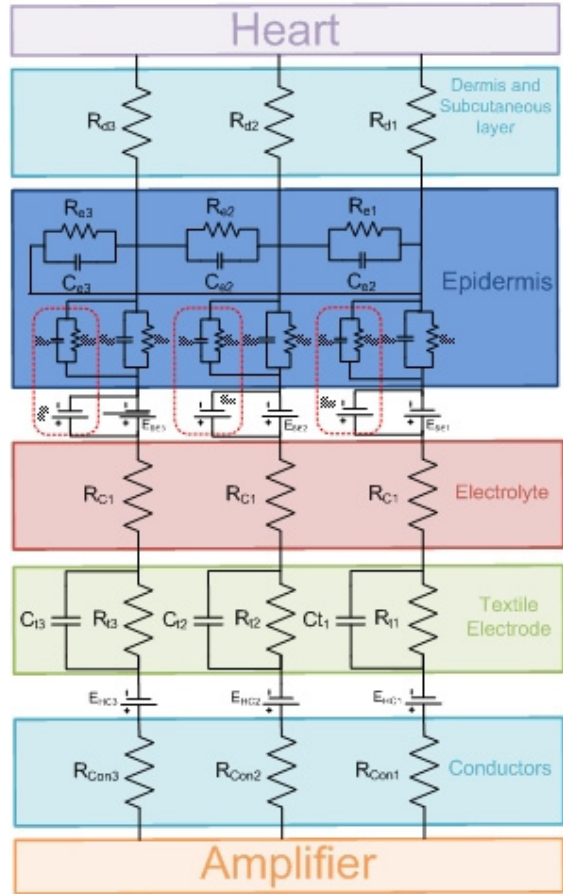 Heart
Dermis and
Subcutaneous
layer
Rd3 Rd2 Rd1
Re3 Re2 Re1
Ce3 Ce2 Ce2
Epidermis
ESE3 ESE2 ESE1
RC1 RC1 RC1
Electrolyte
Textile
Electrode
Ct3 Rt3 Ct2 Rt2 Ct1 Rt1
EHC3 EHC2 EHC1
RCon3 RCon2 RCon1
Conductors
Amplifier